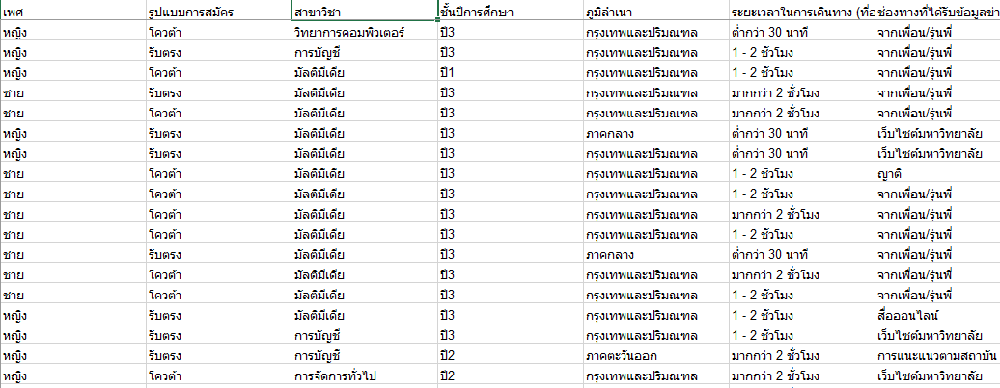 เพศ รูปแบบการสมัคร สาขาวิชา ชั้นปีการศึกษา ภูมิลำเนา ระยะเวลาในการเดินทาง (ที่อ ช่องทางที่ได้รับข้อมูลข่า
หญิง โควต้า วิทยาการคอมพิวเตอร์ ปี3 กรุงเทพและปริมณฑล ต่ำกว่า 30 นาที จากเพื่อน/รุ่นพี่
หญิง รับตรง การบัญชี ปี3 กรุงเทพและปริมณฑล 1 - 2 ชั่วโมง จากเพื่อน/รุ่นพี่
หญิง โควต้า มัลติมีเดีย ปี1 กรุงเทพและปริมณฑล 1 - 2 ชั่วโมง จากเพื่อน/รุ่นพี่
ชาย รับตรง มัลติมีเดีย ปี3 กรุงเทพและปริมณฑล มากกว่า 2 ชั่วโมง จากเพื่อน/รุ่นพี่
ชาย โควต้า มัลติมีเดีย ปี3 กรุงเทพและปริมณฑล มากกว่า 2 ชั่วโมง จากเพื่อน/รุ่นพี่
หญิง รับตรง มัลติมีเดีย ปี3 ภาคกลาง ต่ำกว่า 30 นาที เว็บไซต์มหาวิทยาลัย
หญิง รับตรง มัลติมีเดีย ปี3 กรุงเทพและปริมณฑล ต่ำกว่า 30 นาที เว็บไซต์มหาวิทยาลัย
ชาย โควต้า มัลติมีเดีย ปี3 กรุงเทพและปริมณฑล 1 - 2 ชั่วโมง ญาติ
ชาย โควต้า มัลติมีเดีย ปี3 กรุงเทพและปริมณฑล 1 - 2 ชั่วโมง จากเพื่อน/รุ่นพี่
ชาย โควต้า มัลติมีเดีย ปี3 กรุงเทพและปริมณฑล มากกว่า 2 ชั่วโมง จากเพื่อน/รุ่นพี่
ชาย โควต้า มัลติมีเดีย ปี3 กรุงเทพและปริมณฑล 1 - 2 ชั่วโมง จากเพื่อน/รุ่นพี่
ชาย รับตรง มัลติมีเดีย ปี3 ภาคกลาง ต่ำกว่า 30 นาที จากเพื่อน/รุ่นพี่
ชาย โควต้า มัลติมีเดีย ปี3 กรุงเทพและปริมณฑล มากกว่า 2 ชั่วโมง จากเพื่อน/รุ่นพี่
ชาย โควต้า มัลติมีเดีย ปี3 กรุงเทพและปริมณฑล 1 - 2 ชั่วโมง จากเพื่อน/รุ่นพี่
หญิง รับตรง มัลติมีเดีย ปี3 กรุงเทพและปริมณฑล 1 - 2 ชั่วโมง สื่อออนไลน์
หญิง รับตรง การบัญชี ปี3 กรุงเทพและปริมณฑล 1 - 2 ชั่วโมง เว็บไซต์มหาวิทยาลัย
หญิง รับตรง การบัญชี ปี2 ภาคตะวันออก มากกว่า 2 ชั่วโมง การแนะแนวตามสถาบัน
หญิง โควต้า การจัดการทั่วไป ปี2 กรุงเทพและปริมณฑล มากกว่า 2 ชั่วโมง เว็บไซต์มหาวิทยาลัย